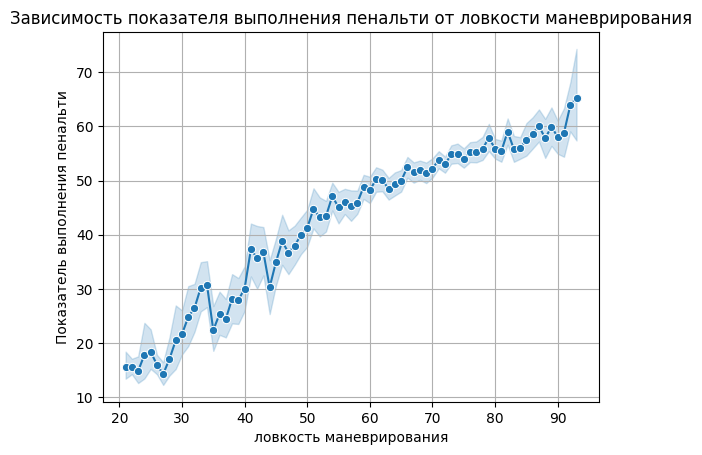 Зависимость показателя выполнения пенальти от ловкости маневрирования
Показатель выполнения пенальти
70
60
50
40
30
20
10
20 30 40 50 60 70 80 90
ловкость маневрирования